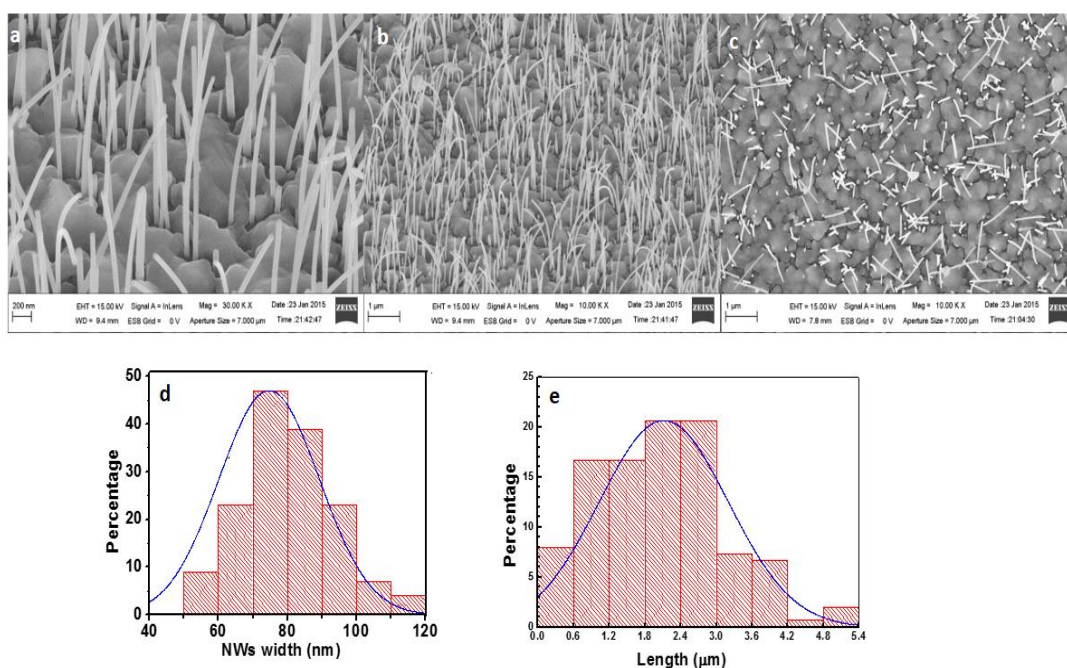 a
200 nm
EHT = 15.00 kV Signal A = InLens Mag = 30.00 K X Date :23 Jan 2015
WD = 9.4 mm ESB Grid = 0 V Aperture Size = 7.000 µm Time :21:42:47
ZEISS
b
1 µm
EHT = 15.00 kV Signal A = InLens Mag = 10.00 K X Date :23 Jan 2015
WD = 9.4 mm ESB Grid = 0 V Aperture Size = 7.000 µm Time :21:41:47
ZEISS
c
1 µm
EHT = 15.00 kV Signal A = InLens Mag = 10.00 K X Date :23 Jan 2015
WD = 7.8 mm ESB Grid = 0 V Aperture Size = 7.000 µm Time :21:04:30
ZEISS
d
Percentage
50
40
30
20
10
0
40 60 80 100 120
NWs width (nm)
e
Percentage
25
20
15
10
5
0
0.0 0.6 1.2 1.8 2.4 3.0 3.6 4.2 4.8 5.4
Length (µm)